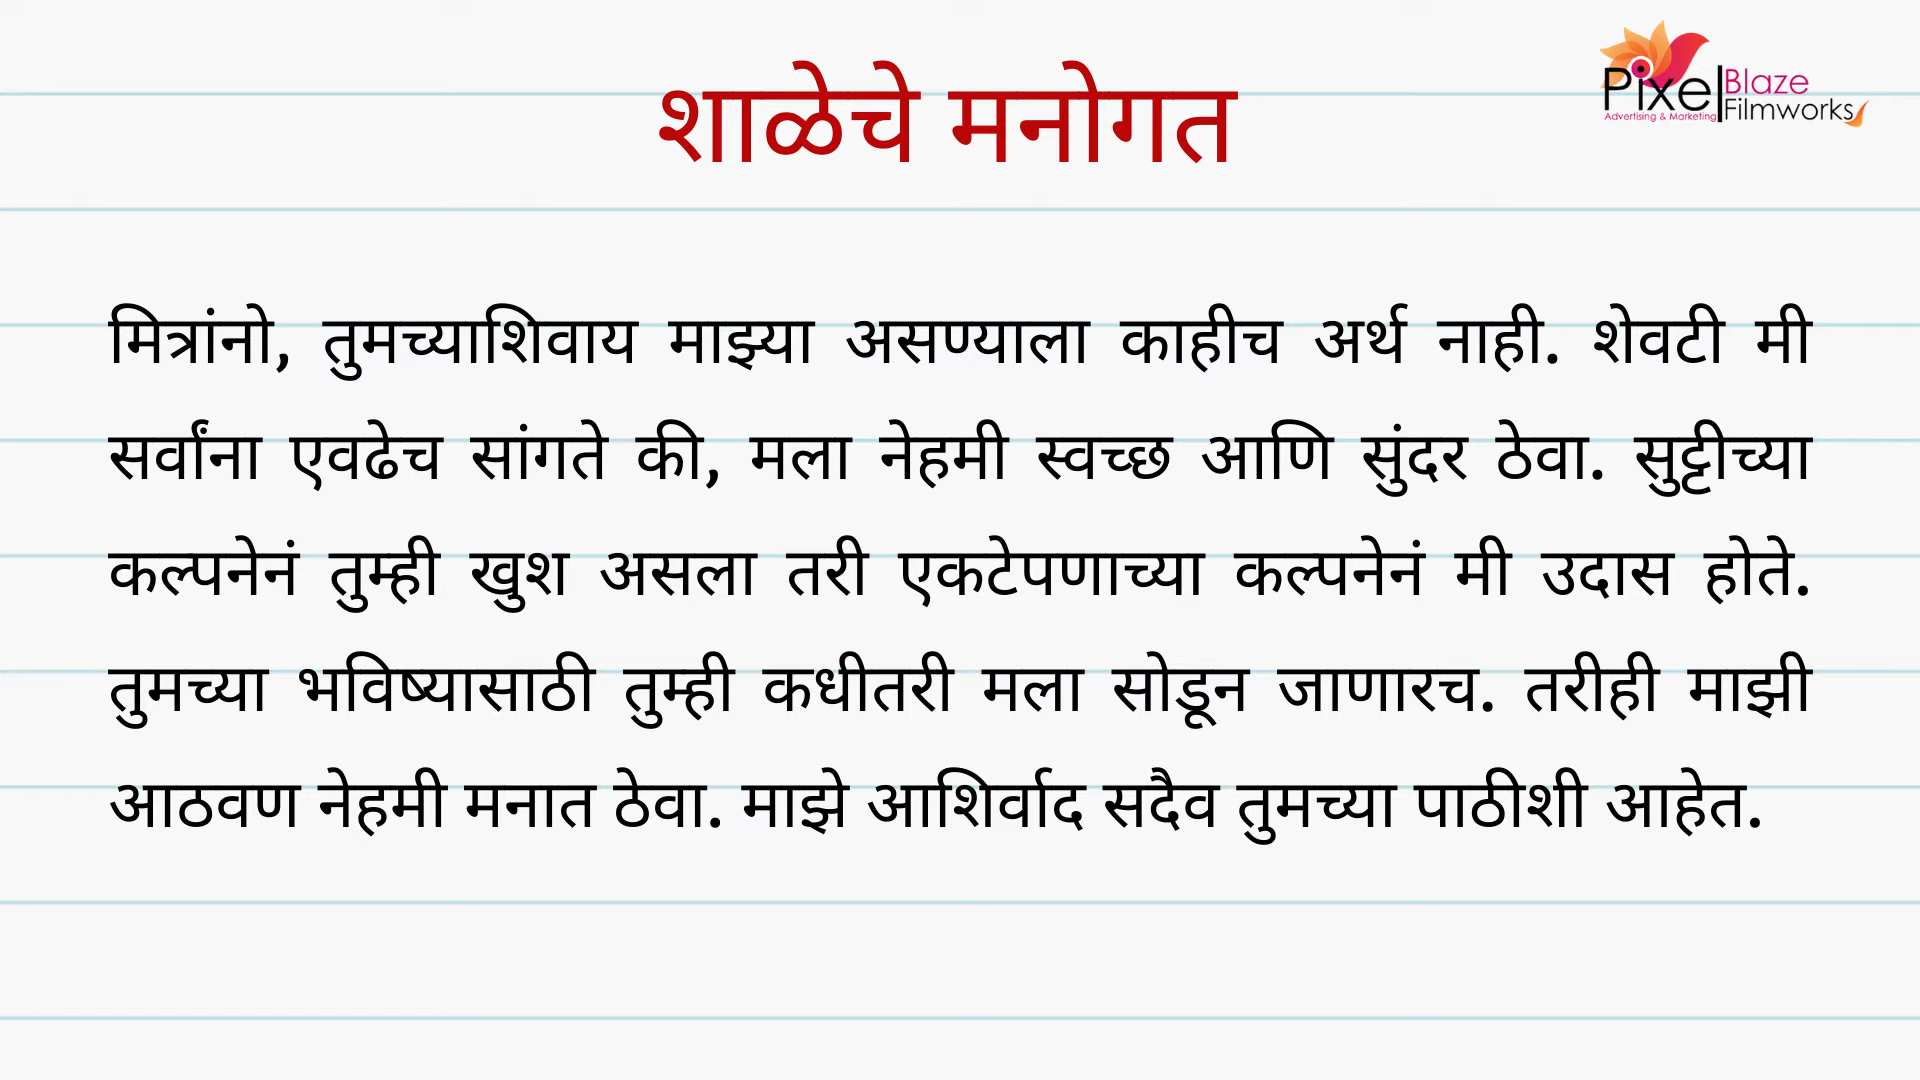 शाळेचे मनोगत
Pixel Blaze
Filmworks
Advertising & Marketing
मित्रांनो, तुमच्याशिवाय माझ्या असण्याला काहीच अर्थ नाही. शेवटी मी
सर्वांना एवढेच सांगते की, मला नेहमी स्वच्छ आणि सुंदर ठेवा. सुट्टीच्या
कल्पनेनं तुम्ही खुश असला तरी एकटेपणाच्या कल्पनेनं मी उदास होते.
तुमच्या भविष्यासाठी तुम्ही कधीतरी मला सोडून जाणारच. तरीही माझी
आठवण नेहमी मनात ठेवा. माझे आशिर्वाद सदैव तुमच्या पाठीशी आहेत.